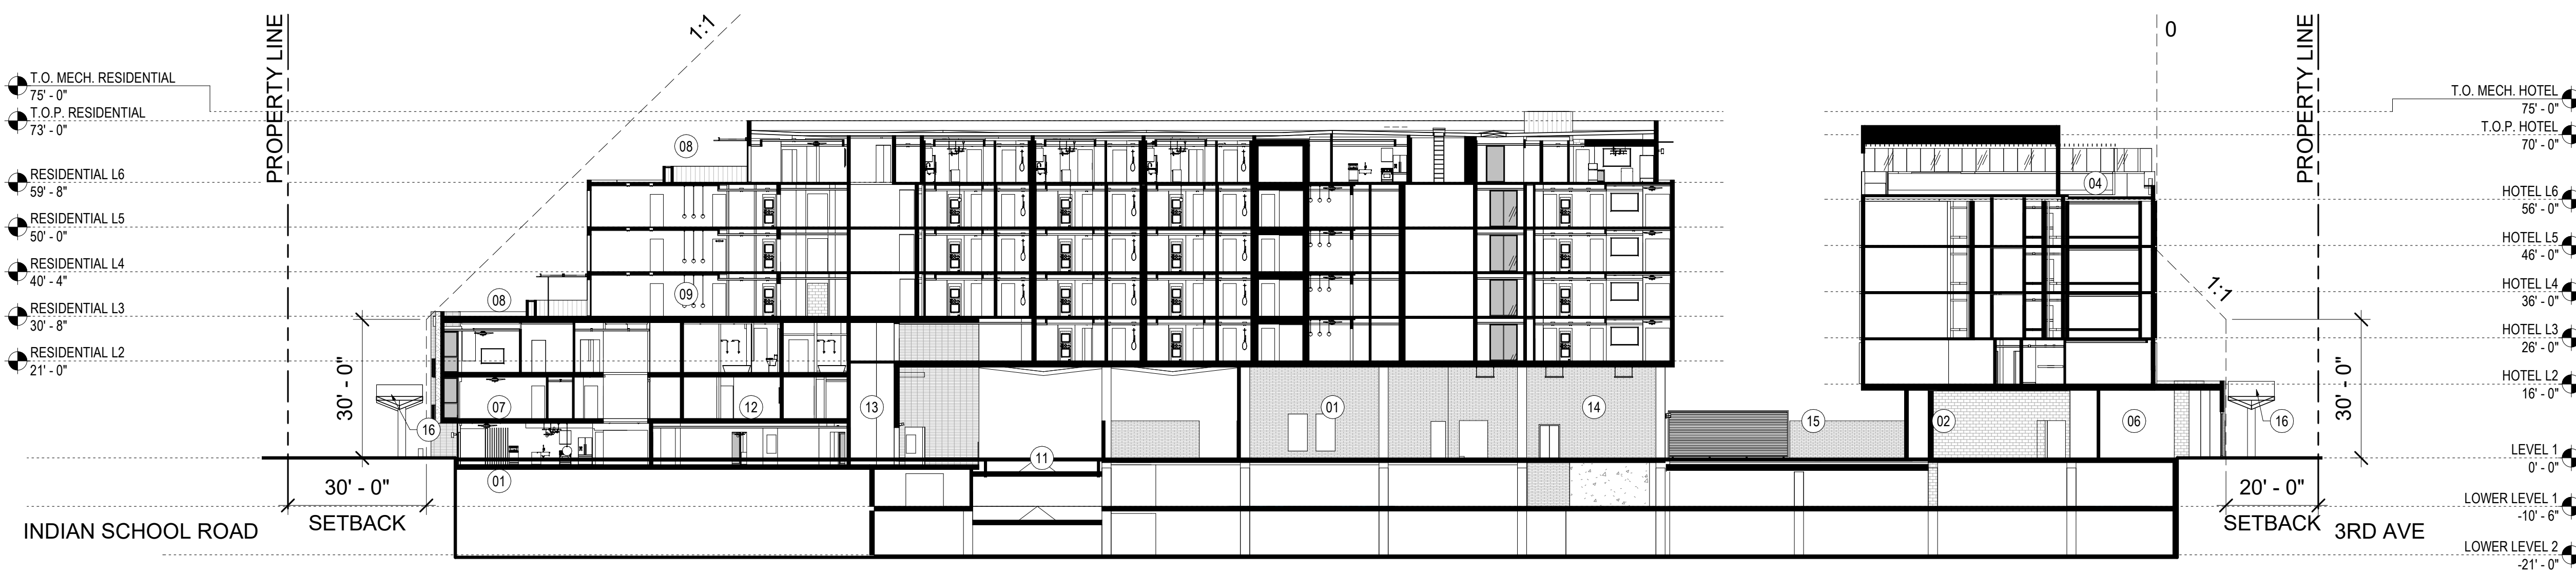 T.O. MECH. RESIDENTIAL
75' - 0"
T.O.P. RESIDENTIAL
73' - 0"
RESIDENTIAL L6
59' - 8"
RESIDENTIAL L5
50' - 0"
RESIDENTIAL L4
40' - 4"
RESIDENTIAL L3
30' - 8"
RESIDENTIAL L2
21' - 0"
PROPERTY LINE
1:1
30' - 0"
30' - 0"
SETBACK
INDIAN SCHOOL ROAD
16
08
08
09
07
12
13
01
11
01
14
15
02
06
04
16
0
1:1
PROPERTY LINE
30' - 0"
20' - 0"
SETBACK
3RD AVE
T.O. MECH. HOTEL
75' - 0"
T.O.P. HOTEL
70' - 0"
HOTEL L6
56' - 0"
HOTEL L5
46' - 0"
HOTEL L4
36' - 0"
HOTEL L3
26' - 0"
HOTEL L2
16' - 0"
LEVEL 1
0' - 0"
LOWER LEVEL 1
-10' - 6"
LOWER LEVEL 2
-21' - 0"